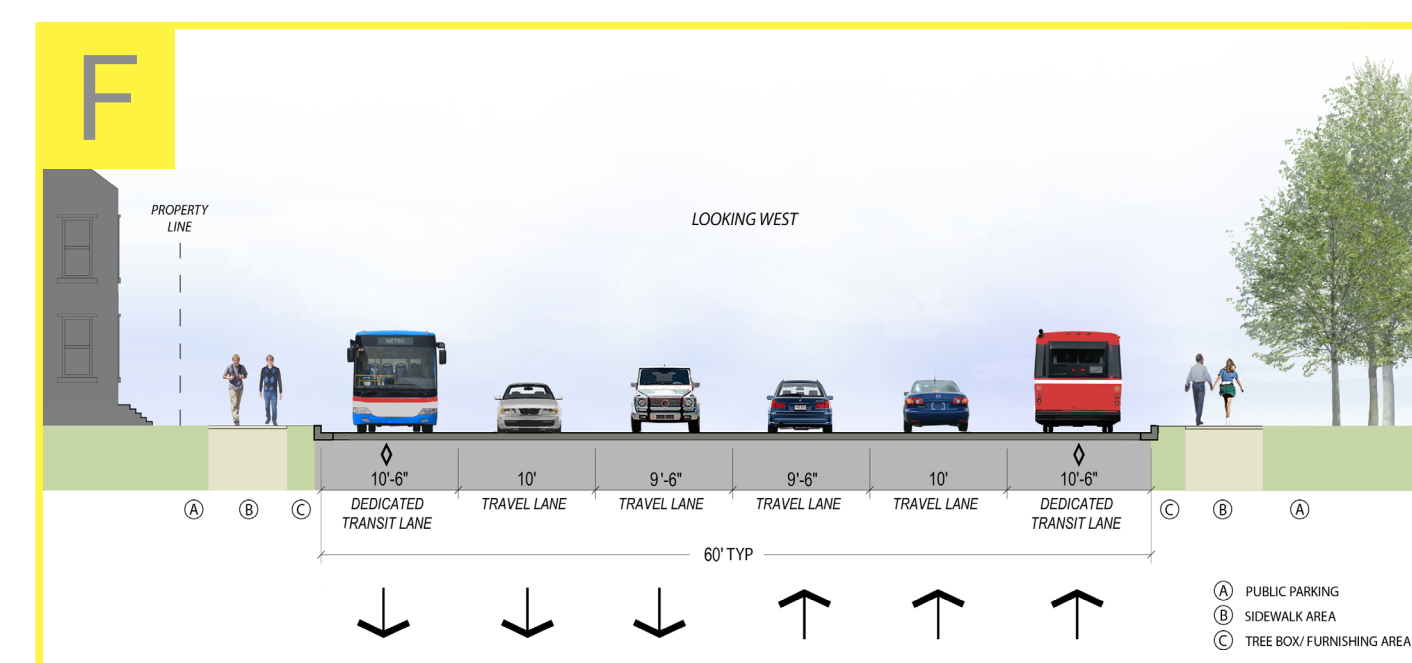 F
PROPERTY
LINE
LOOKING WEST
METRO
10'-6"
10'
9'-6"
9'-6"
10'
10'-6"
DEDICATED
TRANSIT LANE
TRAVEL LANE
TRAVEL LANE
TRAVEL LANE
TRAVEL LANE
DEDICATED
TRANSIT LANE
A
B
C
C
B
A
60' TYP
A PUBLIC PARKING
B SIDEWALK AREA
C TREE BOX/ FURNISHING AREA